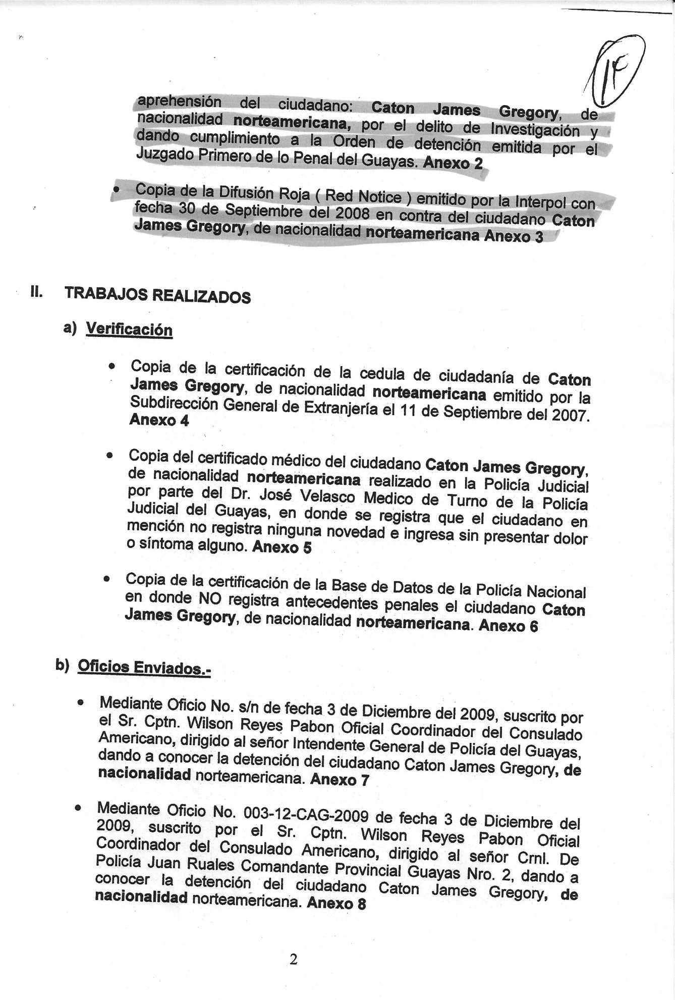 aprehensión del ciudadano: Caton James Gregory, de
nacionalidad norteamericana, por el delito de Investigación y
dando cumplimiento a la Orden de detención emitida por el
Juzgado Primero de lo Penal del Guayas. Anexo 2
• Copia de la Difusión Roja ( Red Notice ) emitido por la Interpol con
fecha 30 de Septiembre del 2008 en contra del ciudadano Caton
James Gregory, de nacionalidad norteamericana Anexo 3
II. TRABAJOS REALIZADOS
a) Verificación
• Copia de la certificación de la cedula de ciudadanía de Caton
James Gregory, de nacionalidad norteamericana emitido por la
Subdirección General de Extranjería el 11 de Septiembre del 2007.
Anexo 4
• Copia del certificado médico del ciudadano Caton James Gregory,
de nacionalidad norteamericana realizado en la Policía Judicial
por parte del Dr. José Velasco Medico de Turno de la Policía
Judicial del Guayas, en donde se registra que el ciudadano en
mención no registra ninguna novedad e ingresa sin presentar dolor
o síntoma alguno. Anexo 5
• Copia de la certificación de la Base de Datos de la Policía Nacional
en donde NO registra antecedentes penales el ciudadano Caton
James Gregory, de nacionalidad norteamericana. Anexo 6
b) Oficios Enviados.-
• Mediante Oficio No. s/n de fecha 3 de Diciembre del 2009, suscrito por
el Sr. Cptn. Wilson Reyes Pabon Oficial Coordinador del Consulado
Americano, dirigido al señor Intendente General de Policía del Guayas,
dando a conocer la detención del ciudadano Caton James Gregory, de
nacionalidad norteamericana. Anexo 7
• Mediante Oficio No. 003-12-CAG-2009 de fecha 3 de Diciembre del
2009, suscrito por el Sr. Cptn. Wilson Reyes Pabon Oficial
Coordinador del Consulado Americano, dirigido al señor Crnl. De
Policía Juan Ruales Comandante Provincial Guayas Nro. 2, dando a
conocer la detención del ciudadano Caton James Gregory, de
nacionalidad norteamericana. Anexo 8
2